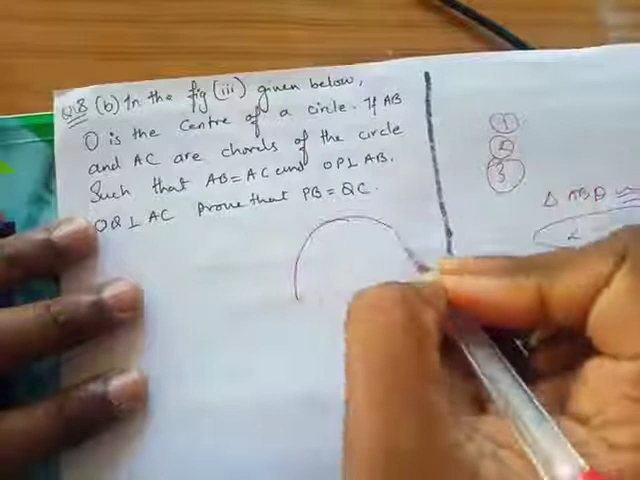 Q18 (b) In the fig (iii) given below,
O is the centre of a circle. If AB
and AC are chords of the circle
Such that AB = AC and OP ⊥ AB.
OQ ⊥ AC Prove that PB = QC.
1
2
3
Δ ABD